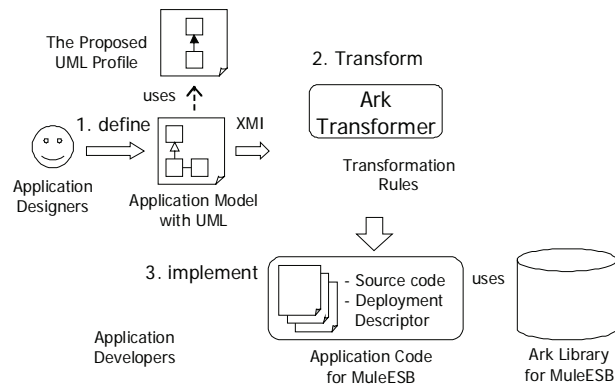 The Proposed
UML Profile
uses
2. Transform
1. define
XMI
Ark
Transformer
Application
Designers
Application Model
with UML
Transformation
Rules
3. implement
- Source code
- Deployment
Descriptor
uses
Application
Developers
Application Code
for MuleESB
Ark Library
for MuleESB